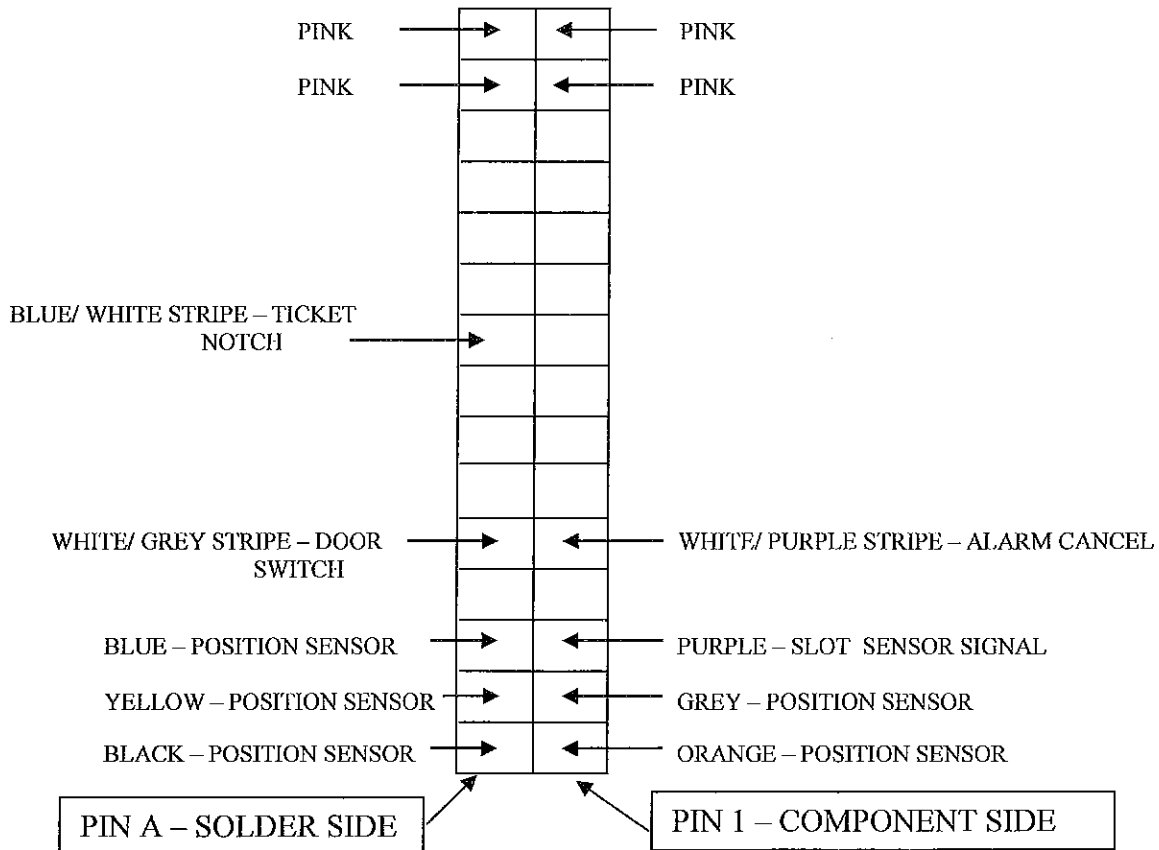 PINK PINK
PINK PINK
BLUE/ WHITE STRIPE – TICKET
NOTCH
WHITE/ GREY STRIPE – DOOR
SWITCH
WHITE/ PURPLE STRIPE – ALARM CANCEL
BLUE – POSITION SENSOR PURPLE – SLOT SENSOR SIGNAL
YELLOW – POSITION SENSOR GREY – POSITION SENSOR
BLACK – POSITION SENSOR ORANGE – POSITION SENSOR
PIN A – SOLDER SIDE PIN 1 – COMPONENT SIDE